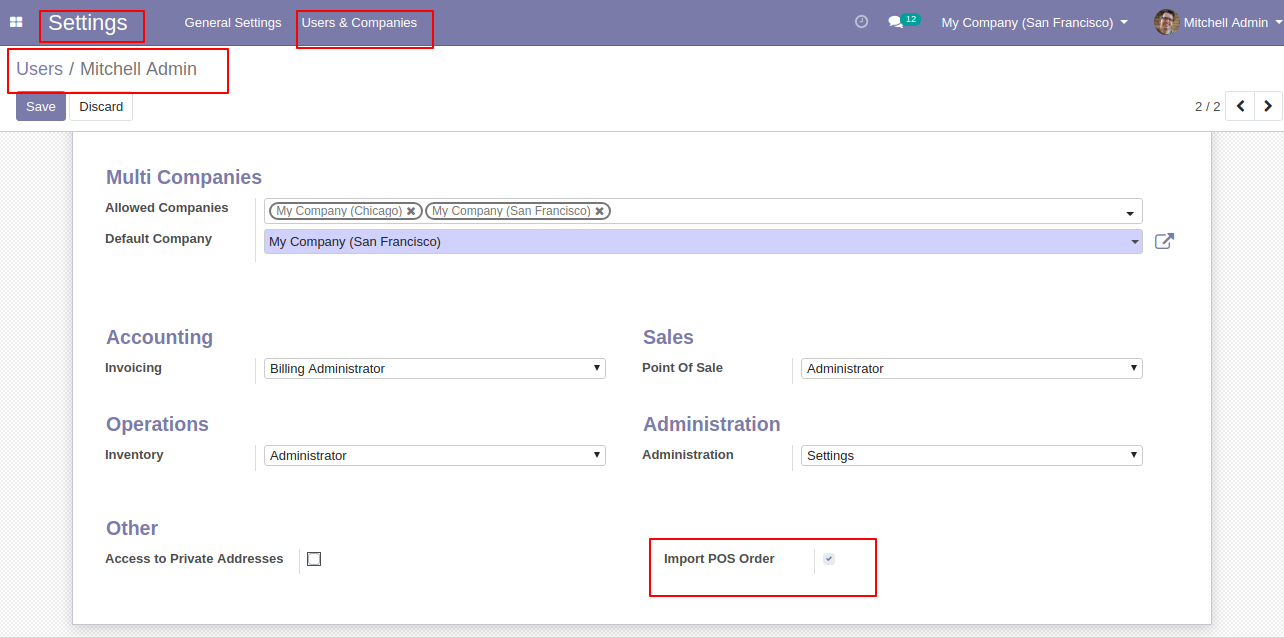 Settings General Settings Users & Companies 12 My Company (San Francisco) Mitchell Admin
Users / Mitchell Admin
Save Discard 2 / 2
Multi Companies
Allowed Companies My Company (Chicago) My Company (San Francisco)
Default Company My Company (San Francisco)
Accounting Sales
Invoicing Billing Administrator Point Of Sale Administrator
Operations Administration
Inventory Administrator Administration Settings
Other
Access to Private Addresses Import POS Order